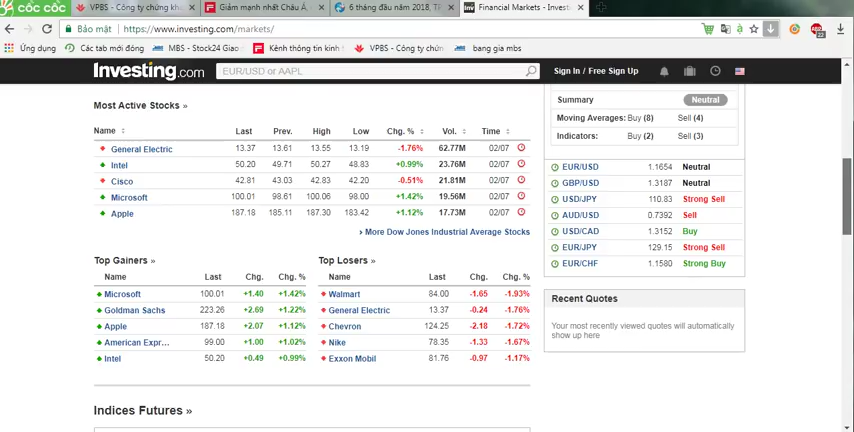 CỐC CỐC
VPBS - Công ty chứng kho
Giảm mạnh nhất Châu Á,
6 tháng đầu năm 2018, TP
Financial Markets - Investi
Bảo mật
https://www.investing.com/markets/
Ứng dụng
Các tab mới đóng
MBS - Stock24 Giao d
Kênh thông tin kinh t
VPBS - Công ty chứn
bang gia mbs
Investing.com
EUR/USD or AAPL
Sign In / Free Sign Up
Most Active Stocks »
Name Last Prev. High Low Chg. % Vol. Time
General Electric 13.37 13.61 13.55 13.19 -1.76% 62.77M 02/07
Intel 50.20 49.71 50.27 48.83 +0.99% 23.76M 02/07
Cisco 42.81 43.03 42.83 42.20 -0.51% 21.81M 02/07
Microsoft 100.01 98.61 100.06 98.00 +1.42% 19.56M 02/07
Apple 187.18 185.11 187.30 183.42 +1.12% 17.73M 02/07
› More Dow Jones Industrial Average Stocks
Top Gainers »
Name Last Chg. Chg. %
Microsoft 100.01 +1.40 +1.42%
Goldman Sachs 223.26 +2.69 +1.22%
Apple 187.18 +2.07 +1.12%
American Expr... 99.00 +1.00 +1.02%
Intel 50.20 +0.49 +0.99%
Top Losers »
Name Last Chg. Chg. %
Walmart 84.00 -1.65 -1.93%
General Electric 13.37 -0.24 -1.76%
Chevron 124.25 -2.18 -1.72%
Nike 78.35 -1.33 -1.67%
Exxon Mobil 81.76 -0.97 -1.17%
Indices Futures »
Summary Neutral
Moving Averages: Buy (8) Sell (4)
Indicators: Buy (2) Sell (3)
EUR/USD 1.1654 Neutral
GBP/USD 1.3187 Neutral
USD/JPY 110.83 Strong Sell
AUD/USD 0.7392 Sell
USD/CAD 1.3152 Buy
EUR/JPY 129.15 Strong Sell
EUR/CHF 1.1580 Strong Buy
Recent Quotes
Your most recently viewed quotes will automatically
show up here